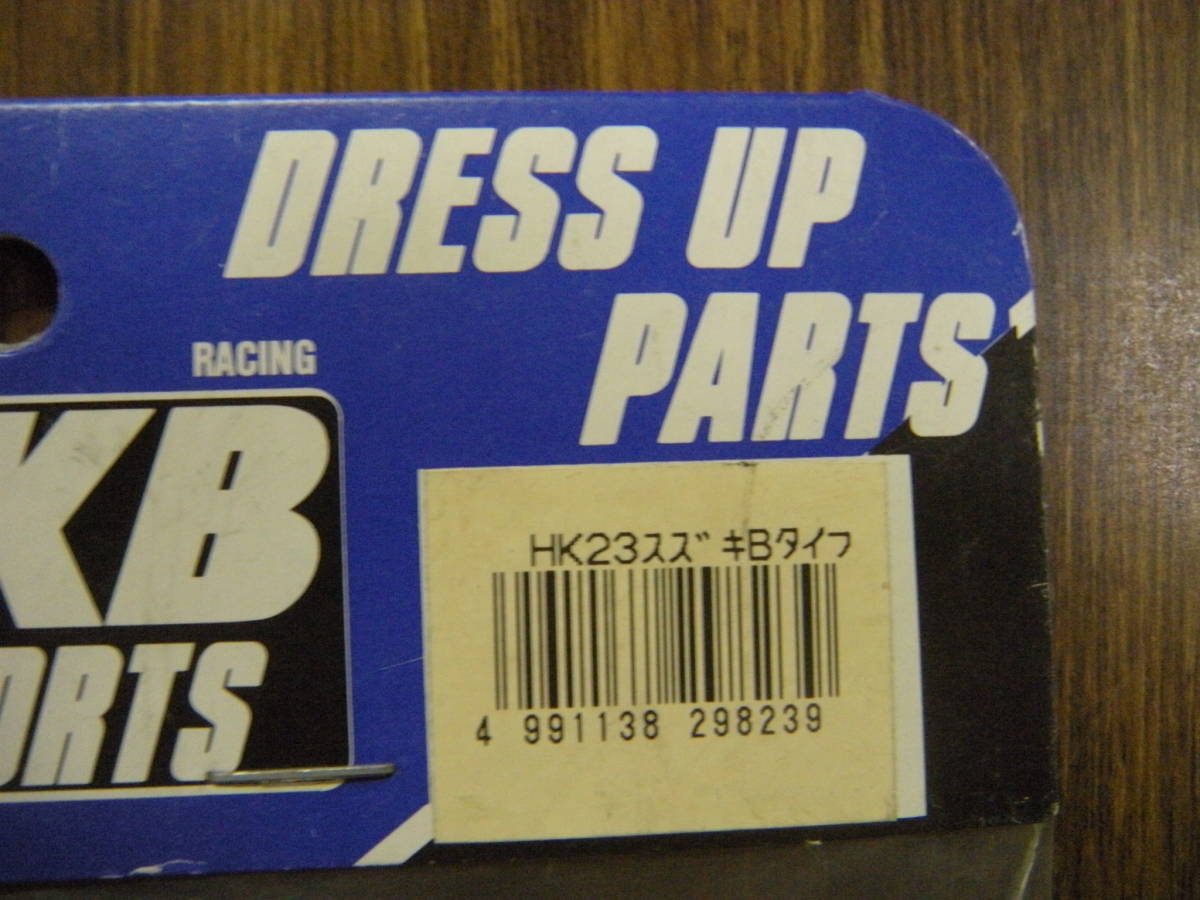 DRESS UP
PARTS
RACING
KB
ORTS
HK23スズキBタイプ
4 991138 298239